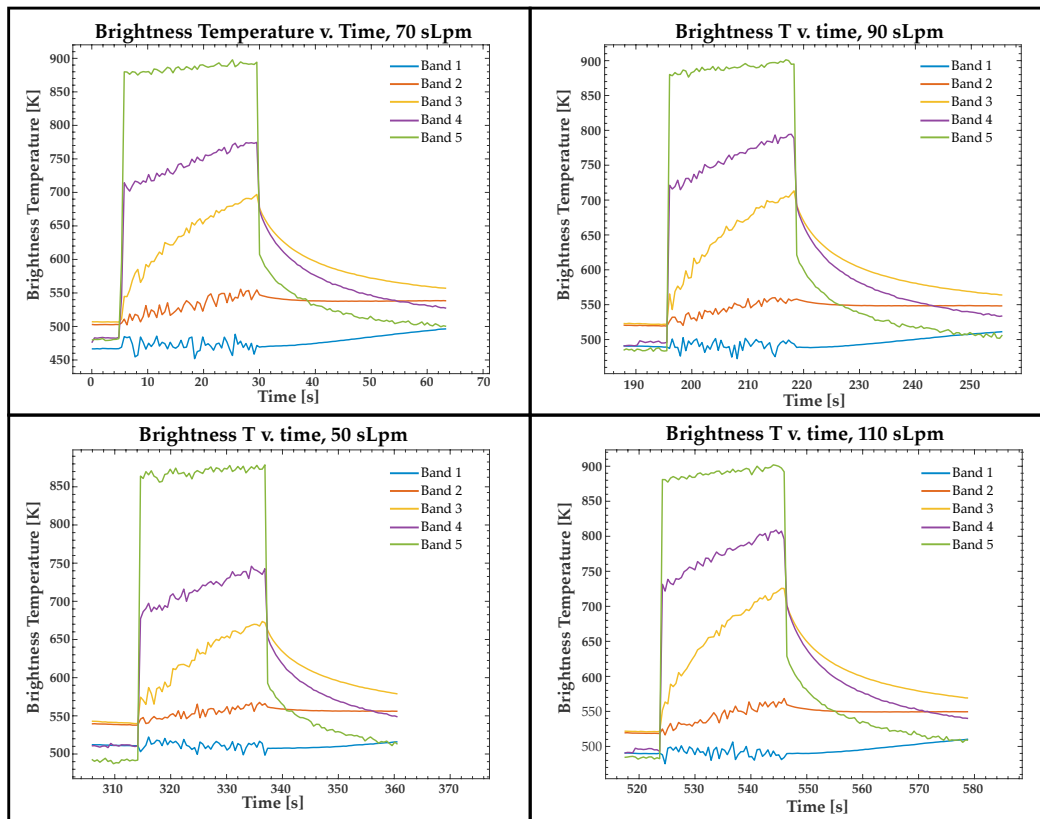 Brightness Temperature v. Time, 70 sLpm
900
850
800
750
700
650
600
550
500
450
Brightness Temperature [K]
Band 1
Band 2
Band 3
Band 4
Band 5
0 10 20 30 40 50 60 70
Time [s]
Brightness T v. time, 90 sLpm
900
850
800
750
700
650
600
550
500
Brightness Temperature [K]
Band 1
Band 2
Band 3
Band 4
Band 5
190 200 210 220 230 240 250
Time [s]
Brightness T v. time, 50 sLpm
850
800
750
700
650
600
550
500
Brightness Temperature [K]
Band 1
Band 2
Band 3
Band 4
Band 5
310 320 330 340 350 360 370
Time [s]
Brightness T v. time, 110 sLpm
900
850
800
750
700
650
600
550
500
Brightness Temperature [K]
Band 1
Band 2
Band 3
Band 4
Band 5
520 530 540 550 560 570 580
Time [s]